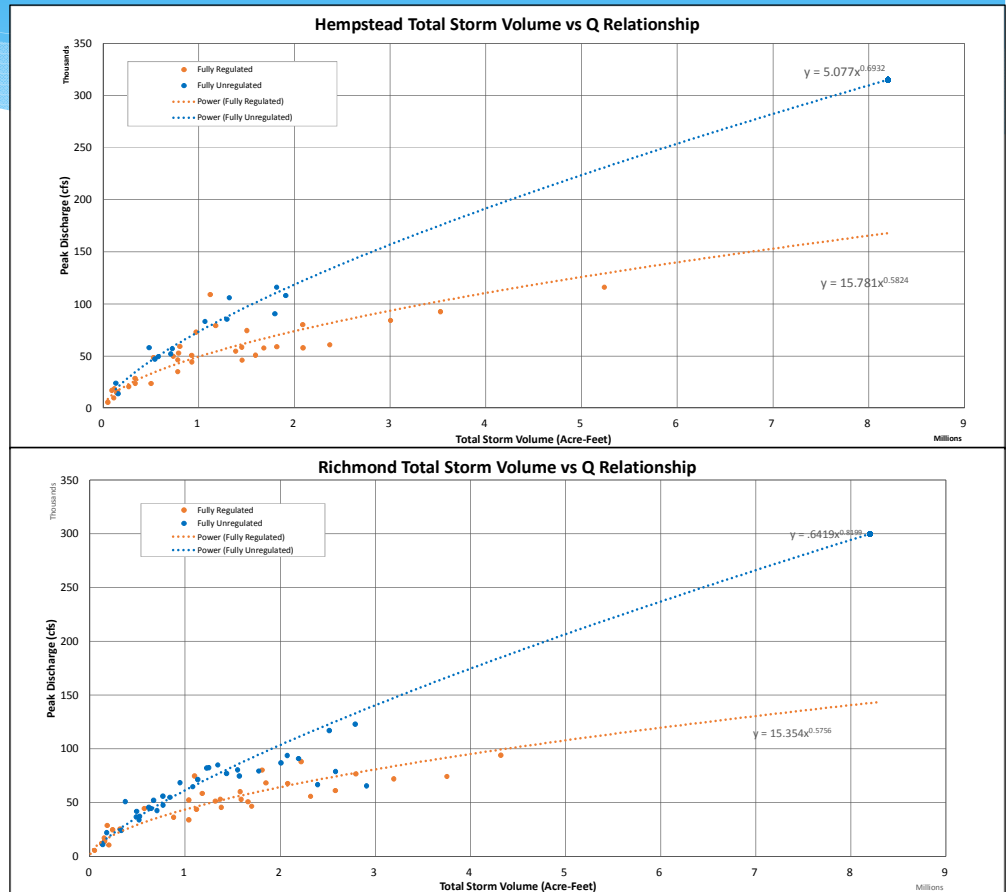 Hempstead Total Storm Volume vs Q Relationship
Thousands
350
300
250
200
150
100
50
0
Peak Discharge (cfs)
Fully Regulated
Fully Unregulated
Power (Fully Regulated)
Power (Fully Unregulated)
y = 5.077x^0.6932
y = 15.781x^0.5824
0 1 2 3 4 5 6 7 8 9
Total Storm Volume (Acre-Feet)
Millions
Richmond Total Storm Volume vs Q Relationship
Thousands
350
300
250
200
150
100
50
0
Peak Discharge (cfs)
Fully Regulated
Fully Unregulated
Power (Fully Regulated)
Power (Fully Unregulated)
y = .6419x
y = 15.354x^0.5756
0 1 2 3 4 5 6 7 8 9
Total Storm Volume (Acre-Feet)
Millions